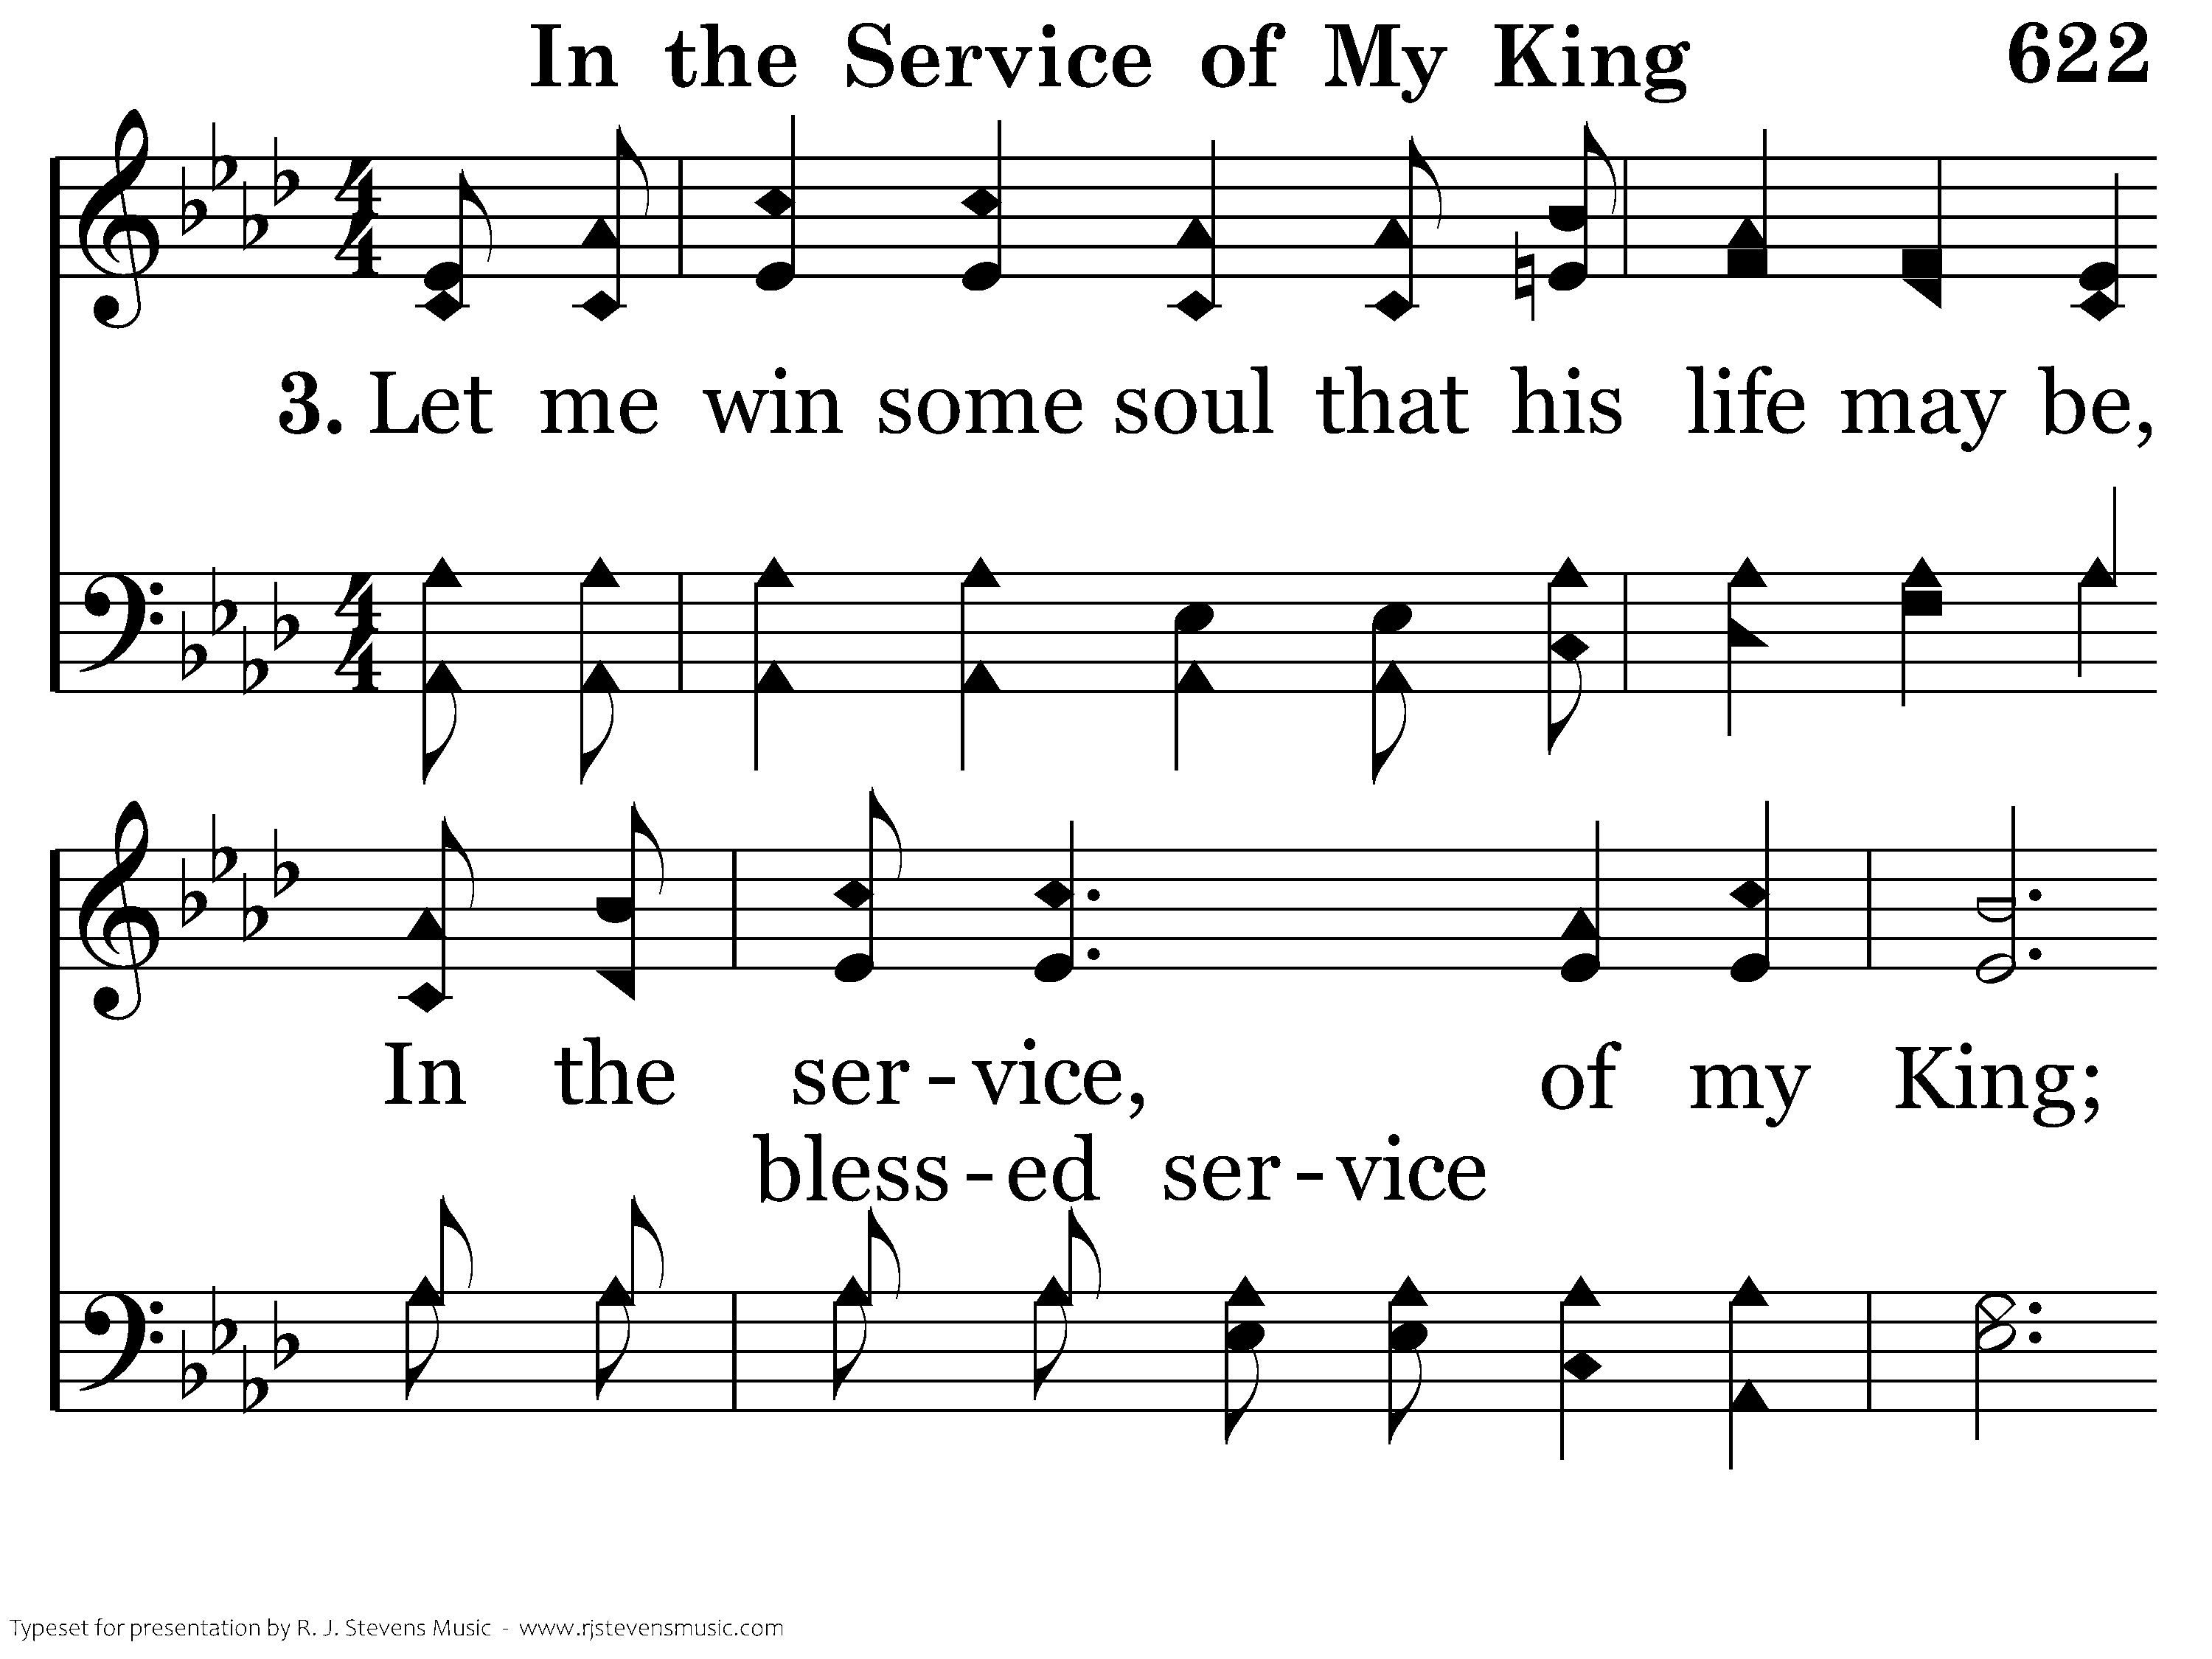 In the Service of My King 622
3. Let me win some soul that his life may be,
In the ser - vice, of my King;
bless - ed ser - vice
Typeset for presentation by R. J. Stevens Music - www.rjstevensmusic.com